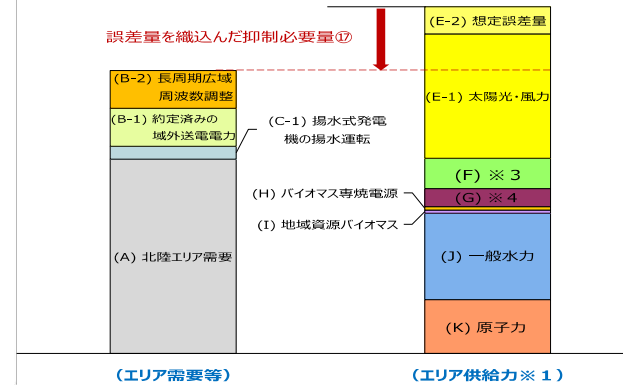 誤差量を織込んだ抑制必要量⑰
(B-2) 長周期広域
周波数調整
(B-1) 約定済みの
域外送電電力
(C-1) 揚水式発電
機の揚水運転
(A) 北陸エリア需要
(エリア需要等)
(E-2) 想定誤差量
(E-1) 太陽光・風力
(F) ※３
(G) ※４
(H) バイオマス専焼電源
(I) 地域資源バイオマス
(J) 一般水力
(K) 原子力
(エリア供給力※１)